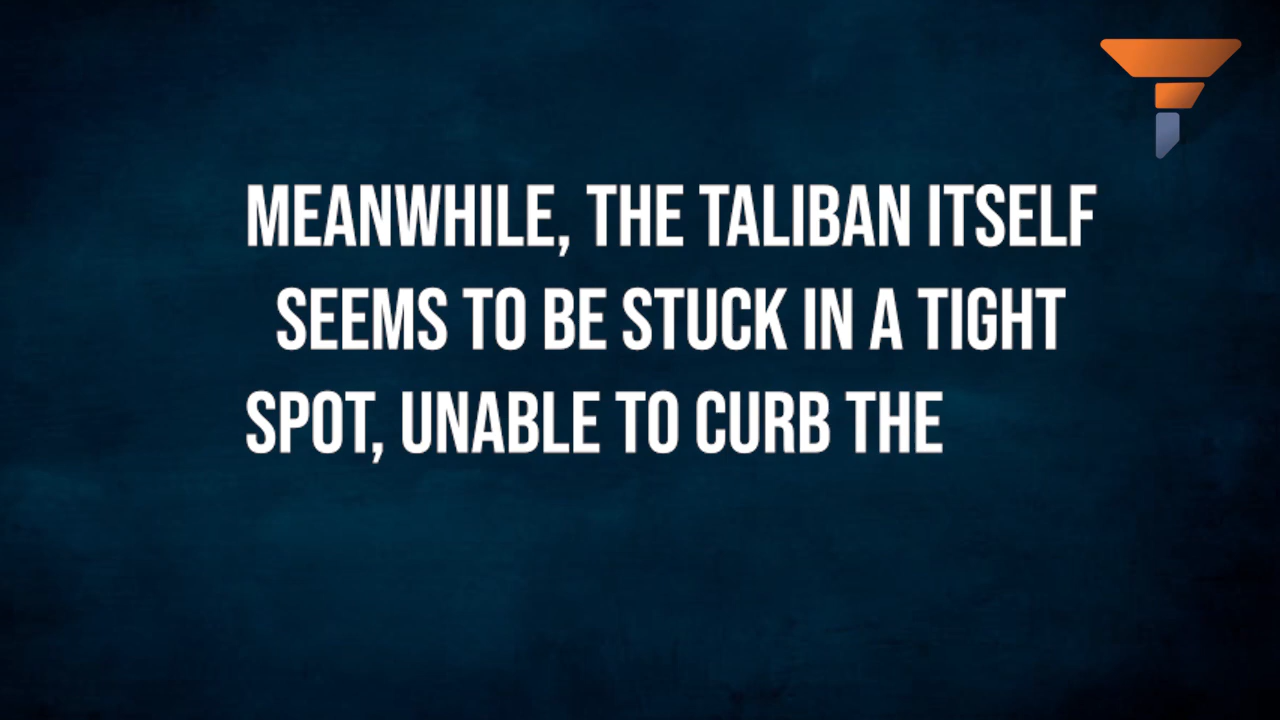 MEANWHILE, THE TALIBAN ITSELF
SEEMS TO BE STUCK IN A TIGHT
SPOT, UNABLE TO CURB THE